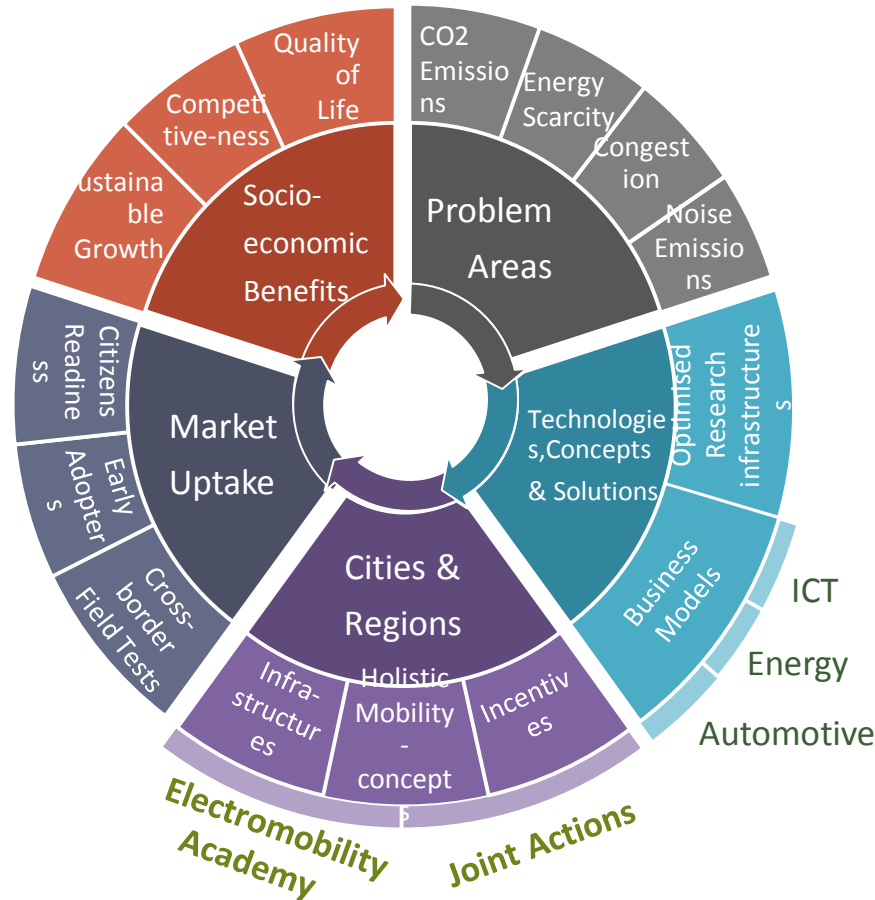 Quality
of
Life
Competi
tive-ness
ustaina
ble
Growth
Socio-
economic
Benefits
CO2
Emissio
ns
Energy
Scarcity
Congest
ion
Noise
Emissio
ns
Problem
Areas
Optimised
Research
infrastructure
s
Business
Models
Technologie
s,Concepts
& Solutions
ICT
Energy
Automotive
Cities &
Regions
Incentiv
es
Holistic
Mobility
-
concept
s
Infra-
structur
es
Joint Actions
Electromobility
Academy
Market
Uptake
Cross-
border
Field Tests
Early
Adopter
s
Citizens
Readine
ss